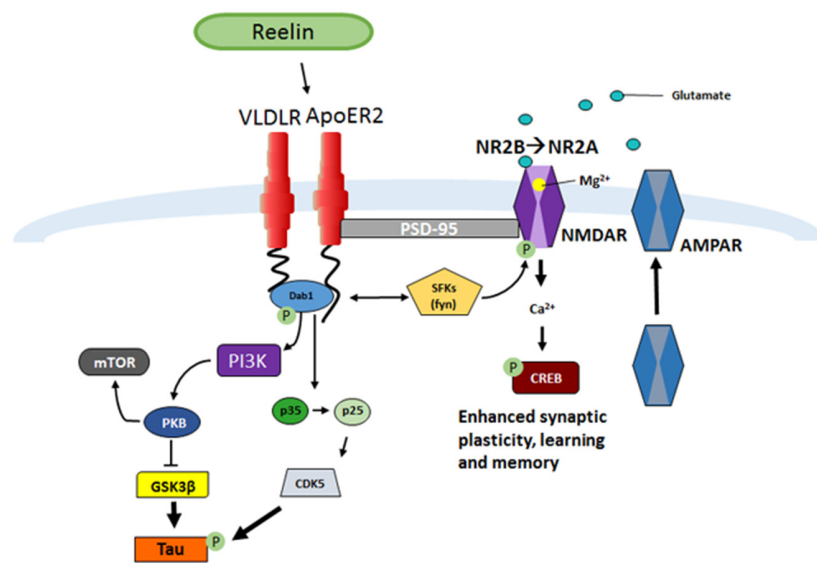 Reelin
VLDLR ApoER2
Glutamate
NR2B→NR2A
Mg²⁺
PSD-95
NMDAR
AMPAR
P
Dab1
P
SFKs
(fyn)
Ca²⁺
mTOR
PI3K
P
CREB
PKB
p35
p25
Enhanced synaptic
plasticity, learning
and memory
GSK3β
CDK5
Tau
P